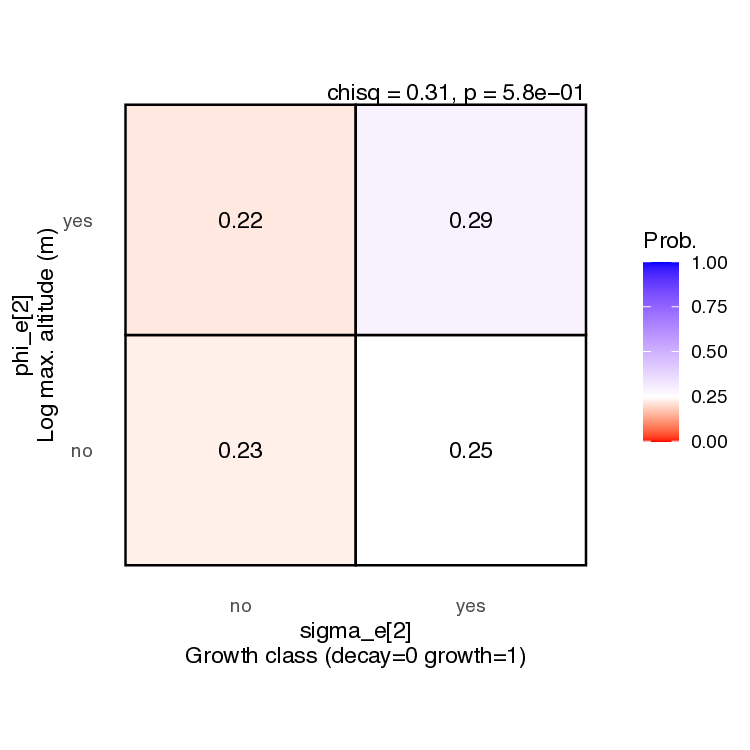 chisq = 0.31, p = 5.8e−01
yes
0.22
0.29
no
0.23
0.25
phi_e[2]
Log max. altitude (m)
no
yes
sigma_e[2]
Growth class (decay=0 growth=1)
Prob.
1.00
0.75
0.50
0.25
0.00